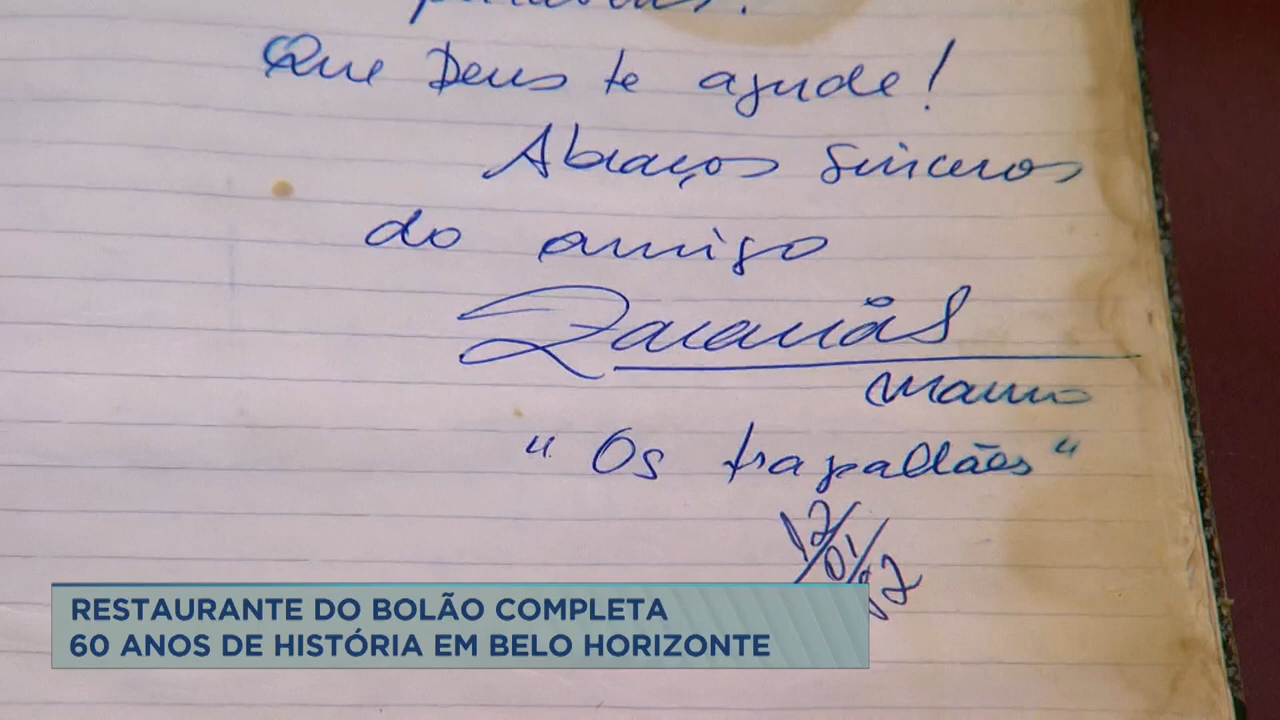 Que Deus te ajude!
Abraços sinceros
do amigo
Zacarias
Mauro
"Os trapalhães"
RESTAURANTE DO BOLÃO COMPLETA
60 ANOS DE HISTÓRIA EM BELO HORIZONTE